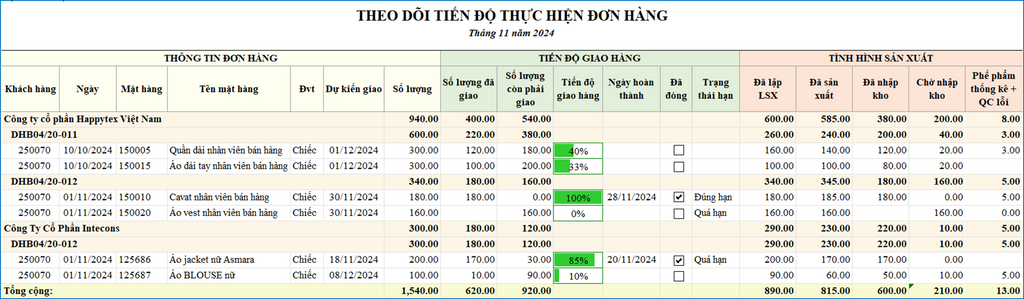 THEO DÕI TIẾN ĐỘ THỰC HIỆN ĐƠN HÀNG
Tháng 11 năm 2024
THÔNG TIN ĐƠN HÀNG TIẾN ĐỘ GIAO HÀNG TÌNH HÌNH SẢN XUẤT
Khách hàng Ngày Mặt hàng Tên mặt hàng Đvt Dự kiến giao Số lượng Số lượng đã giao Số lượng còn phải giao Tiến độ giao hàng Ngày hoàn thành Đã đóng Trạng thái hạn Đã lập LSX Đã sản xuất Đã nhập kho Chờ nhập kho Phế phẩm thống kê + QC lỗi
Công ty cổ phần Happytex Việt Nam 940.00 400.00 540.00 600.00 585.00 380.00 200.00 8.00
DHB04/20-011 600.00 220.00 380.00 260.00 240.00 200.00 40.00 3.00
250070 10/10/2024 150005 Quần dài nhân viên bán hàng Chiếc 01/12/2024 300.00 120.00 180.00 40% 160.00 140.00 120.00 20.00 3.00
250070 10/10/2024 150015 Áo dài tay nhân viên bán hàng Chiếc 01/12/2024 300.00 100.00 200.00 33% 100.00 100.00 80.00 20.00
DHB04/20-012 340.00 180.00 160.00 340.00 345.00 180.00 160.00 5.00
250070 01/11/2024 150010 Cavat nhân viên bán hàng Chiếc 30/11/2024 180.00 180.00 0.00 100% 28/11/2024 Đúng hạn 180.00 185.00 180.00 0.00 5.00
250070 01/11/2024 150020 Áo vest nhân viên bán hàng Chiếc 30/11/2024 160.00 160.00 0% Quá hạn 160.00 160.00 160.00 0.00
Công Ty Cổ Phần Intecons 300.00 180.00 120.00 290.00 230.00 220.00 10.00 5.00
DHB04/20-012 300.00 180.00 120.00 290.00 230.00 220.00 10.00 5.00
250070 01/11/2024 125686 Áo jacket nữ Asmara Chiếc 18/11/2024 200.00 170.00 30.00 85% 20/11/2024 Quá hạn 200.00 170.00 170.00 0.00
250070 01/11/2024 125687 Áo BLOUSE nữ Chiếc 08/12/2024 100.00 10.00 90.00 10% 90.00 60.00 50.00 10.00 5.00
Tổng cộng: 1,540.00 620.00 920.00 890.00 815.00 600.00 210.00 13.00